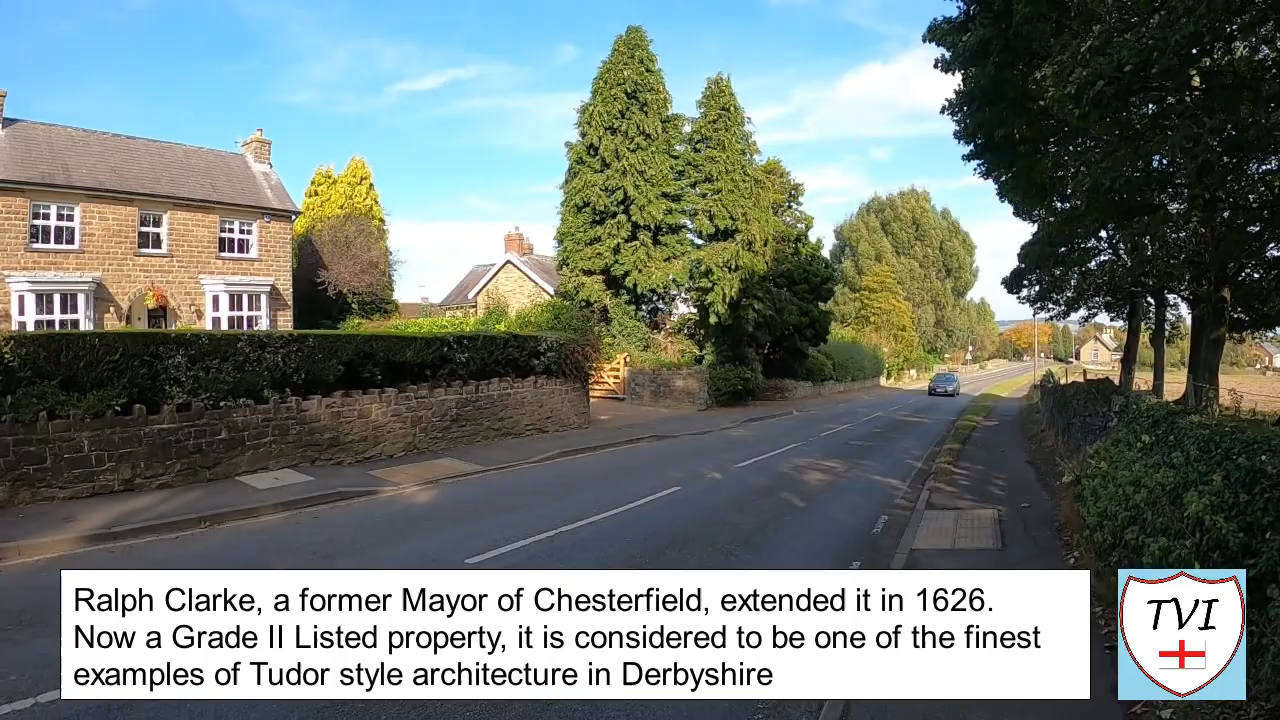 Ralph Clarke, a former Mayor of Chesterfield, extended it in 1626.
Now a Grade II Listed property, it is considered to be one of the finest
examples of Tudor style architecture in Derbyshire
TVI